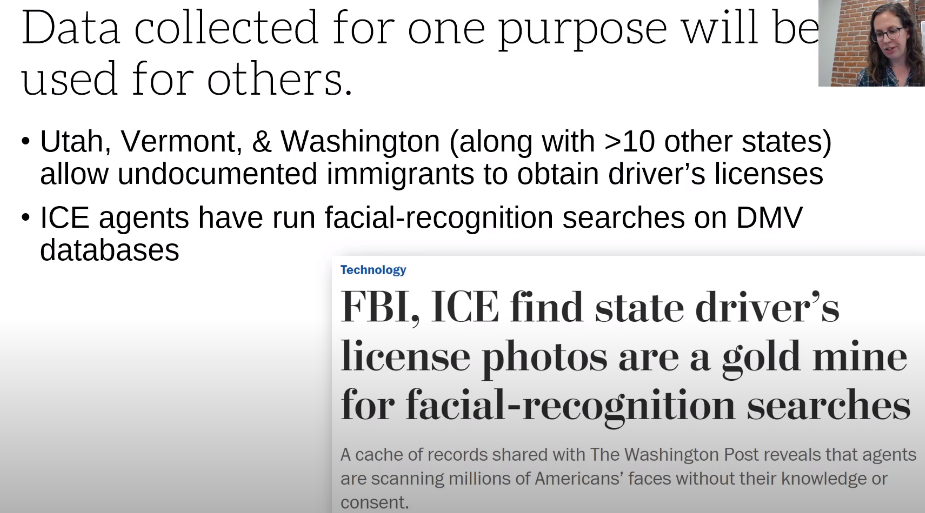 Data collected for one purpose will be
used for others.
• Utah, Vermont, & Washington (along with >10 other states)
allow undocumented immigrants to obtain driver’s licenses
• ICE agents have run facial-recognition searches on DMV
databases
Technology
FBI, ICE find state driver’s
license photos are a gold mine
for facial-recognition searches
A cache of records shared with The Washington Post reveals that agents
are scanning millions of Americans’ faces without their knowledge or
consent.